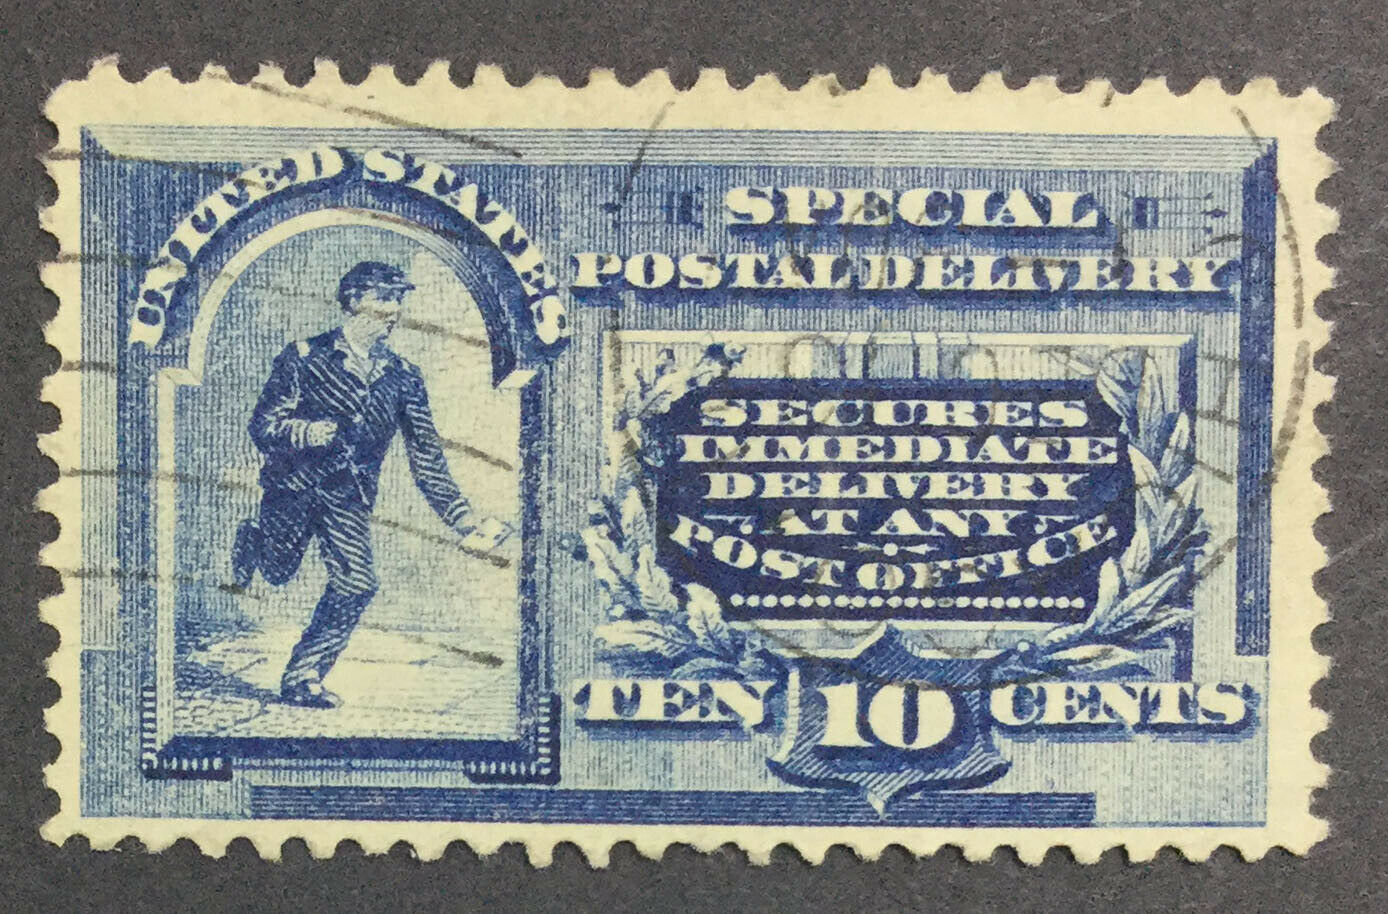 UNITED STATES
SPECIAL
POSTAL DELIVERY
SECURES
IMMEDIATE
DELIVERY
AT ANY
POST OFFICE
TEN 10 CENTS